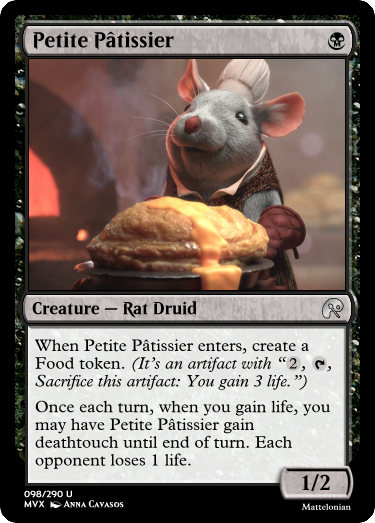 Petite Pâtissier
Creature — Rat Druid
When Petite Pâtissier enters, create a
Food token. (It's an artifact with “2, T,
Sacrifice this artifact: You gain 3 life.”)
Once each turn, when you gain life, you
may have Petite Pâtissier gain
deathtouch until end of turn. Each
opponent loses 1 life.
1/2
098/290 U
MVX Anna Cavasos
Mattelonian